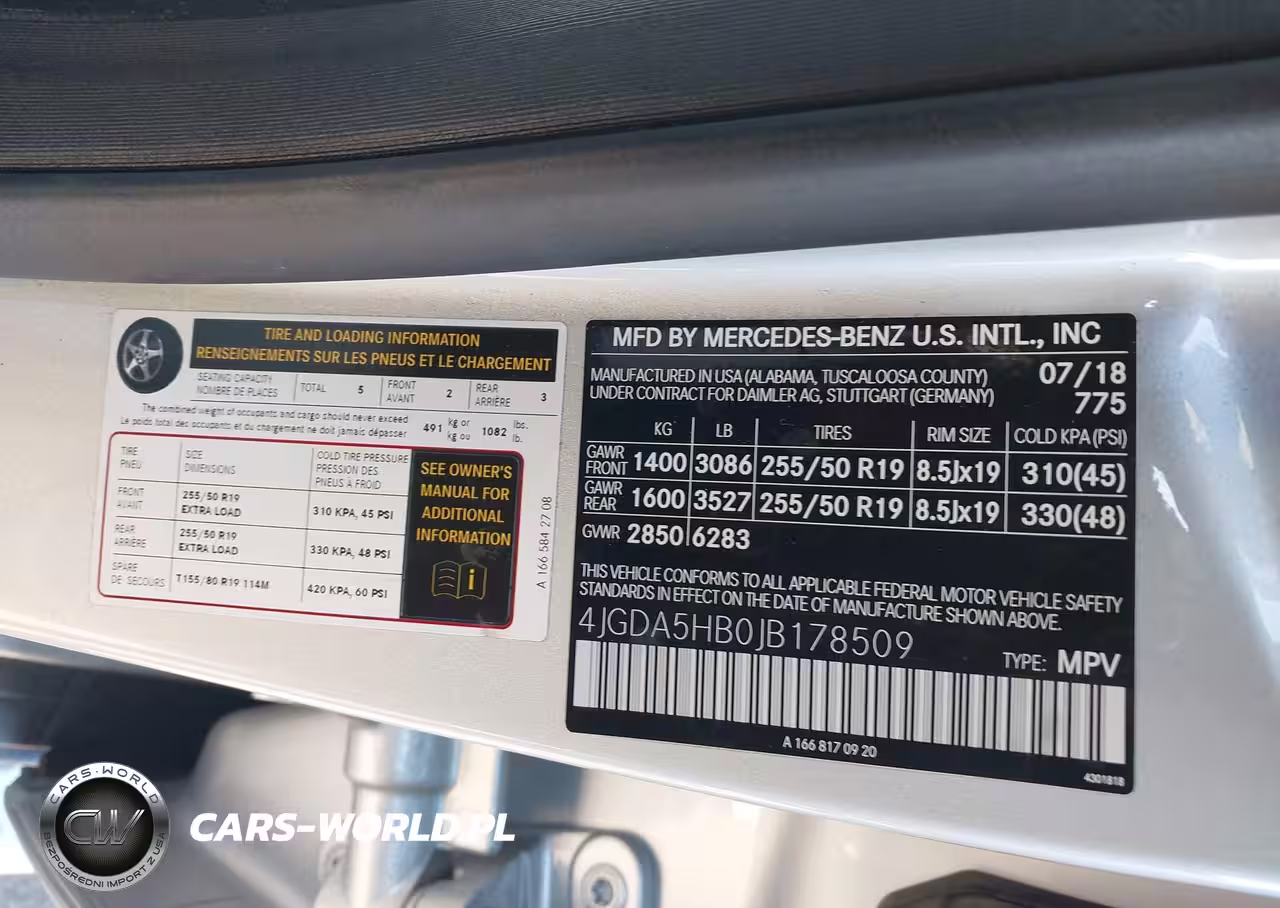 TIRE AND LOADING INFORMATION
RENSEIGNEMENTS SUR LES PNEUS ET LE CHARGEMENT
SEATING CAPACITY
NOMBRE DE PLACES
TOTAL 5
FRONT
AVANT
2
REAR
ARRIÈRE
3
The combined weight of occupants and cargo should never exceed
Le poids total des occupants et du chargement ne doit jamais dépasser
491 kg or
kg ou
1082 lbs.
lb.
TIRE
PNEU
SIZE
DIMENSIONS
COLD TIRE PRESSURE
PRESSION DES
PNEUS À FROID
FRONT
AVANT
255/50 R19
EXTRA LOAD
310 KPA, 45 PSI
REAR
ARRIÈRE
255/50 R19
EXTRA LOAD
330 KPA, 48 PSI
SPARE
DE SECOURS
T155/80 R19 114M
420 KPA, 60 PSI
SEE OWNER'S
MANUAL FOR
ADDITIONAL
INFORMATION
A 166 584 27 08
MFD BY MERCEDES-BENZ U.S. INTL., INC
MANUFACTURED IN USA (ALABAMA, TUSCALOOSA COUNTY)
UNDER CONTRACT FOR DAIMLER AG, STUTTGART (GERMANY)
07/18
775
KG LB TIRES RIM SIZE COLD KPA (PSI)
GAWR
FRONT 1400 3086 255/50 R19 8.5Jx19 310(45)
GAWR
REAR 1600 3527 255/50 R19 8.5Jx19 330(48)
GWR 2850 6283
THIS VEHICLE CONFORMS TO ALL APPLICABLE FEDERAL MOTOR VEHICLE SAFETY
STANDARDS IN EFFECT ON THE DATE OF MANUFACTURE SHOWN ABOVE.
4JGDA5HB0JB178509
TYPE: MPV
A 166 817 09 20
4301818
CARS-WORLD
CW
BEZPOŚREDNI IMPORT Z USA
CARS-WORLD.PL